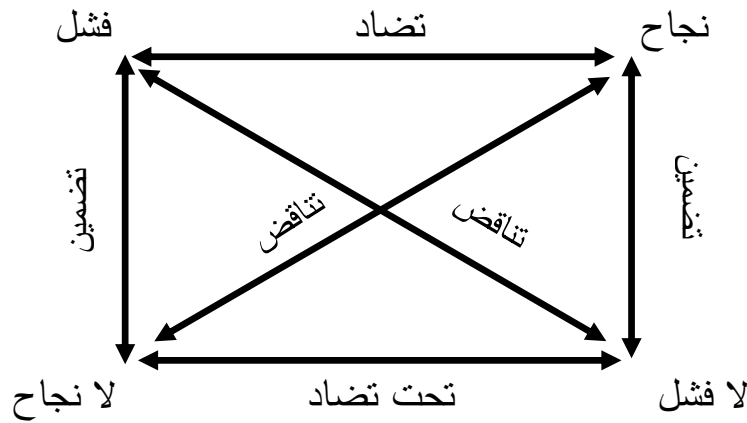 نجاح
تضاد
فشل
تضمين
تناقض
تناقض
تضمين
لا فشل
تحت تضاد
لا نجاح